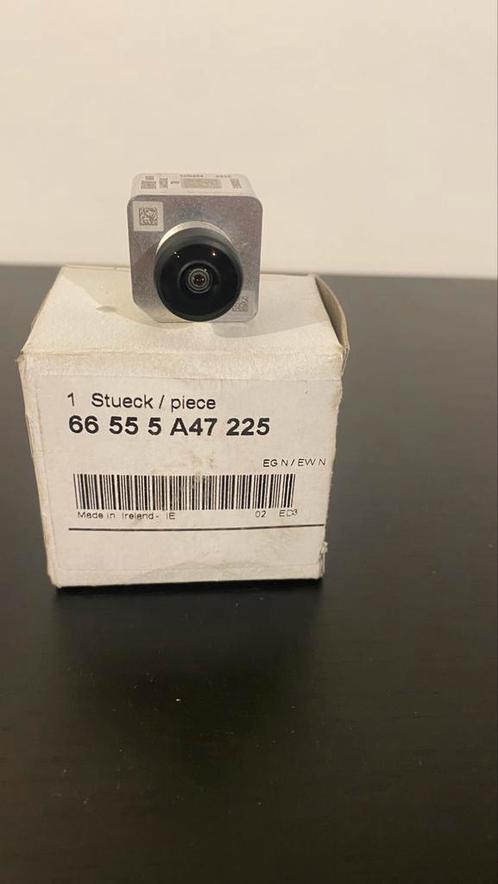 1 Stueck / piece
66 55 5 A47 225
EG N / EW N
Made in Ireland - IE 02 ED3